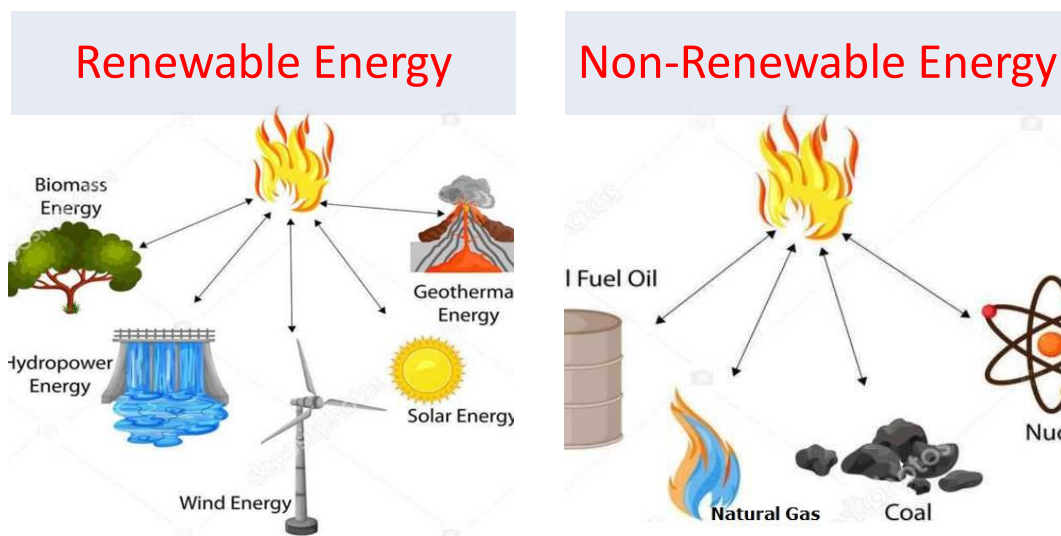 Renewable Energy
Biomass
Energy
Geotherma
Energy
Hydropower
Energy
Solar Energy
Wind Energy
Non-Renewable Energy
l Fuel Oil
Nuc
Natural Gas
Coal